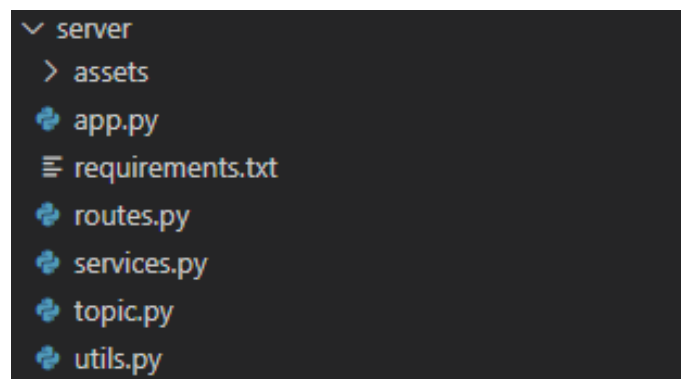 server
assets
app.py
requirements.txt
routes.py
services.py
topic.py
utils.py